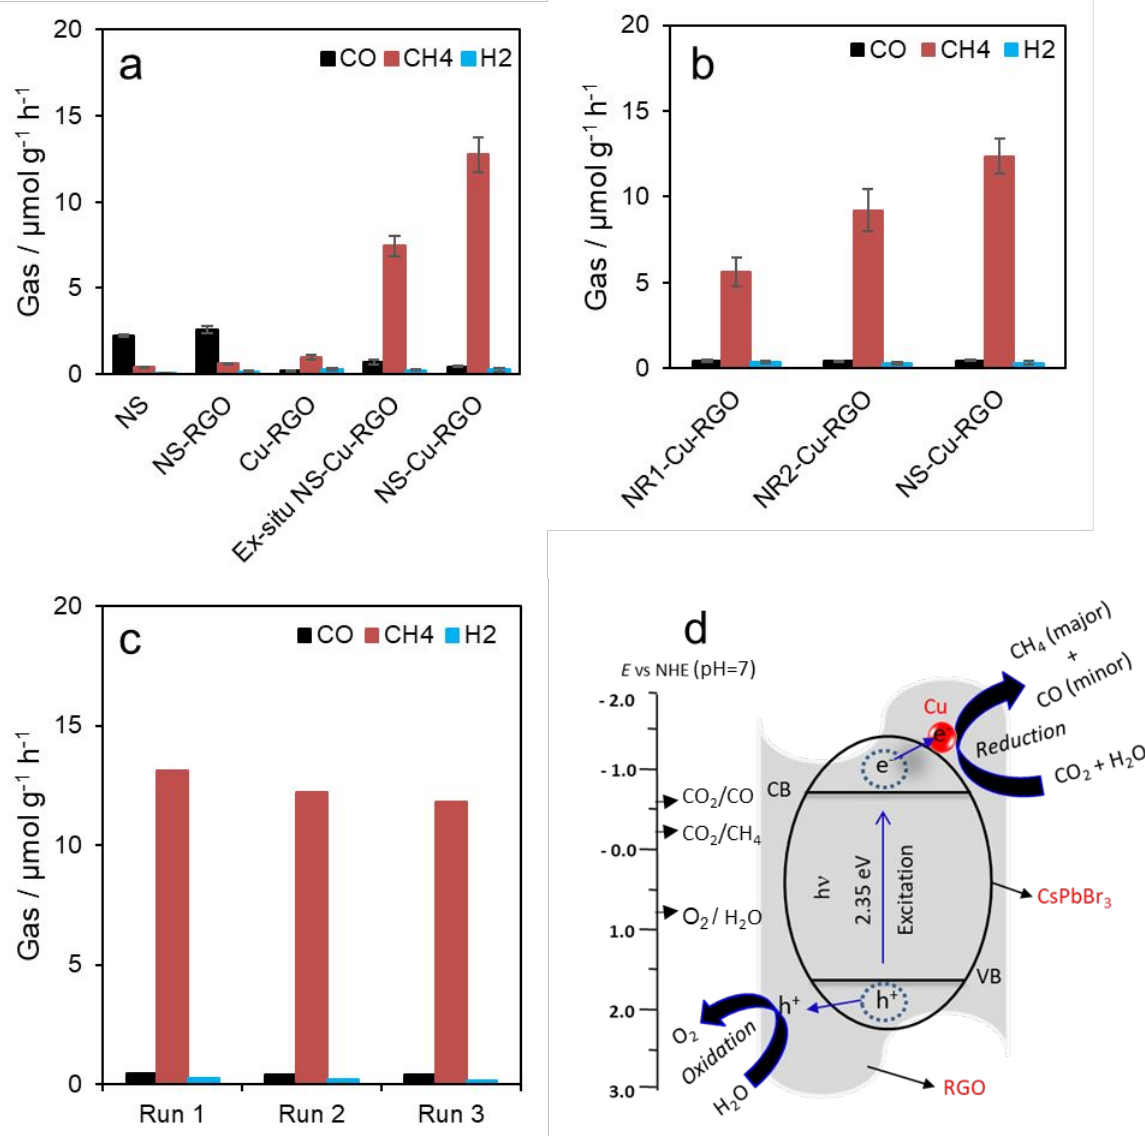 a
CO CH4 H2
Gas / µmol g⁻¹ h⁻¹
20
15
10
5
0
NS
NS-RGO
Cu-RGO
Ex-situ NS-Cu-RGO
NS-Cu-RGO
b
CO CH4 H2
Gas / µmol g⁻¹ h⁻¹
20
15
10
5
0
NR1-Cu-RGO
NR2-Cu-RGO
NS-Cu-RGO
c
CO CH4 H2
Gas / µmol g⁻¹ h⁻¹
20
15
10
5
0
Run 1 Run 2 Run 3
d
E vs NHE (pH=7)
- 2.0
- 1.0
- 0.0
1.0
2.0
3.0
CO₂/CO
CO₂/CH₄
O₂ / H₂O
CH₄ (major)
+
CO (minor)
Reduction
CO₂ + H₂O
Cu
e⁻
e⁻
CB
hν
2.35 eV
Excitation
CsPbBr₃
VB
h⁺
h⁺
O₂
Oxidation
H₂O
RGO